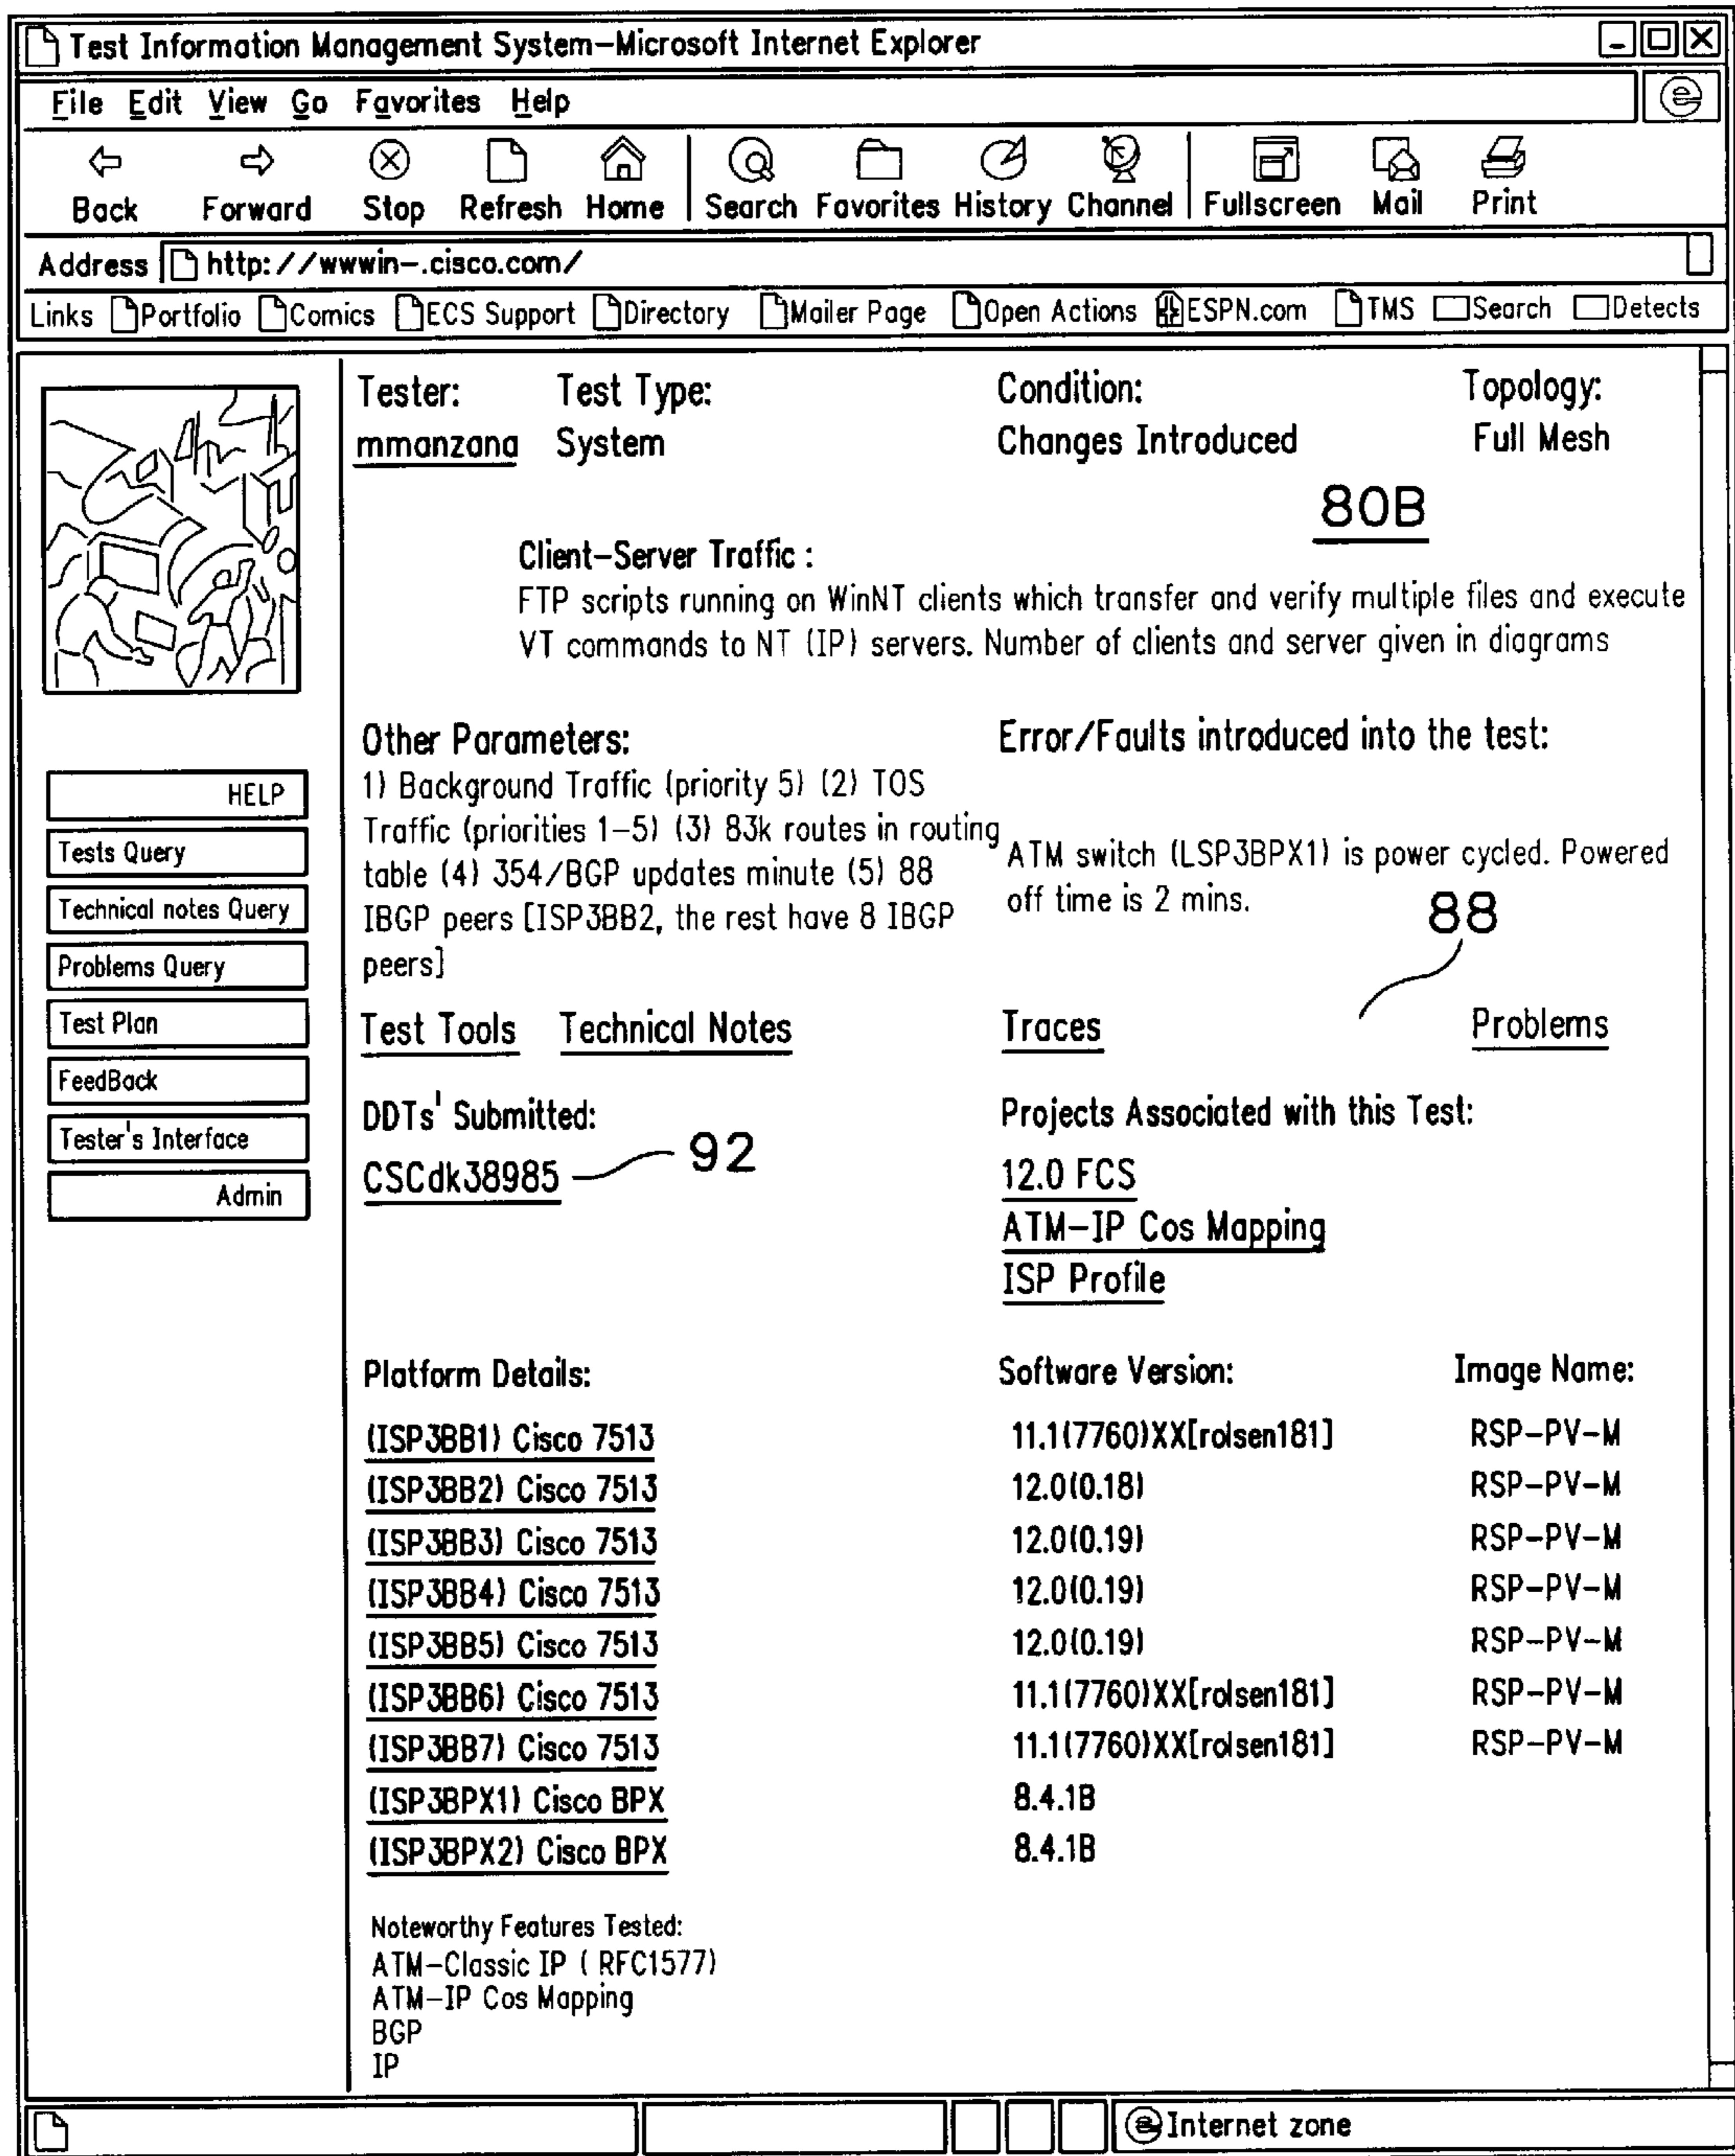 Test Information Management System–Microsoft Internet Explorer
File Edit View Go Favorites Help
Back Forward Stop Refresh Home Search Favorites History Channel Fullscreen Mail Print
Address http://wwwin–.cisco.com/
Links Portfolio Comics ECS Support Directory Mailer Page Open Actions ESPN.com TMS Search Detects
Tester: Test Type: Condition: Topology:
mmanzana System Changes Introduced Full Mesh
80B
Client–Server Traffic :
FTP scripts running on WinNT clients which transfer and verify multiple files and execute
VT commands to NT (IP) servers. Number of clients and server given in diagrams
HELP
Tests Query
Technical notes Query
Problems Query
Test Plan
FeedBack
Tester's Interface
Admin
Other Parameters:
1) Background Traffic (priority 5) (2) TOS
Traffic (priorities 1–5) (3) 83k routes in routing
table (4) 354/BGP updates minute (5) 88
IBGP peers [ISP3BB2, the rest have 8 IBGP
peers]
Error/Faults introduced into the test:
ATM switch (LSP3BPX1) is power cycled. Powered
off time is 2 mins.
88
Test Tools Technical Notes Traces Problems
DDTs' Submitted:
CSCdk38985
92
Projects Associated with this Test:
12.0 FCS
ATM–IP Cos Mapping
ISP Profile
Platform Details: Software Version: Image Name:
(ISP3BB1) Cisco 7513 11.1(7760)XX[rolsen181] RSP–PV–M
(ISP3BB2) Cisco 7513 12.0(0.18) RSP–PV–M
(ISP3BB3) Cisco 7513 12.0(0.19) RSP–PV–M
(ISP3BB4) Cisco 7513 12.0(0.19) RSP–PV–M
(ISP3BB5) Cisco 7513 12.0(0.19) RSP–PV–M
(ISP3BB6) Cisco 7513 11.1(7760)XX[rolsen181] RSP–PV–M
(ISP3BB7) Cisco 7513 11.1(7760)XX[rolsen181] RSP–PV–M
(ISP3BPX1) Cisco BPX 8.4.1B
(ISP3BPX2) Cisco BPX 8.4.1B
Noteworthy Features Tested:
ATM–Classic IP ( RFC1577)
ATM–IP Cos Mapping
BGP
IP
Internet zone